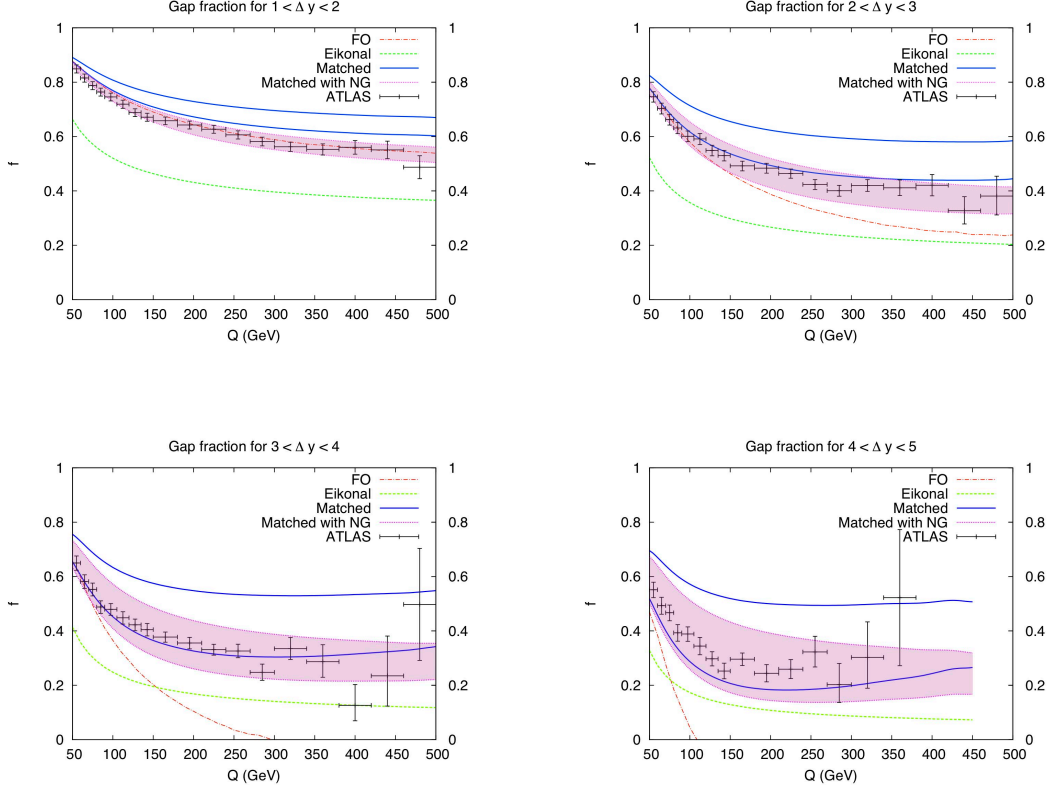 Gap fraction for 1 < Δ y < 2
FO
Eikonal
Matched
Matched with NG
ATLAS
1
0.8
0.6
0.4
0.2
0
1
0.8
0.6
0.4
0.2
0
f
50 100 150 200 250 300 350 400 450 500
Q (GeV)
Gap fraction for 2 < Δ y < 3
FO
Eikonal
Matched
Matched with NG
ATLAS
1
0.8
0.6
0.4
0.2
0
1
0.8
0.6
0.4
0.2
0
f
50 100 150 200 250 300 350 400 450 500
Q (GeV)
Gap fraction for 3 < Δ y < 4
FO
Eikonal
Matched
Matched with NG
ATLAS
1
0.8
0.6
0.4
0.2
0
1
0.8
0.6
0.4
0.2
0
f
50 100 150 200 250 300 350 400 450 500
Q (GeV)
Gap fraction for 4 < Δ y < 5
FO
Eikonal
Matched
Matched with NG
ATLAS
1
0.8
0.6
0.4
0.2
0
1
0.8
0.6
0.4
0.2
0
f
50 100 150 200 250 300 350 400 450 500
Q (GeV)